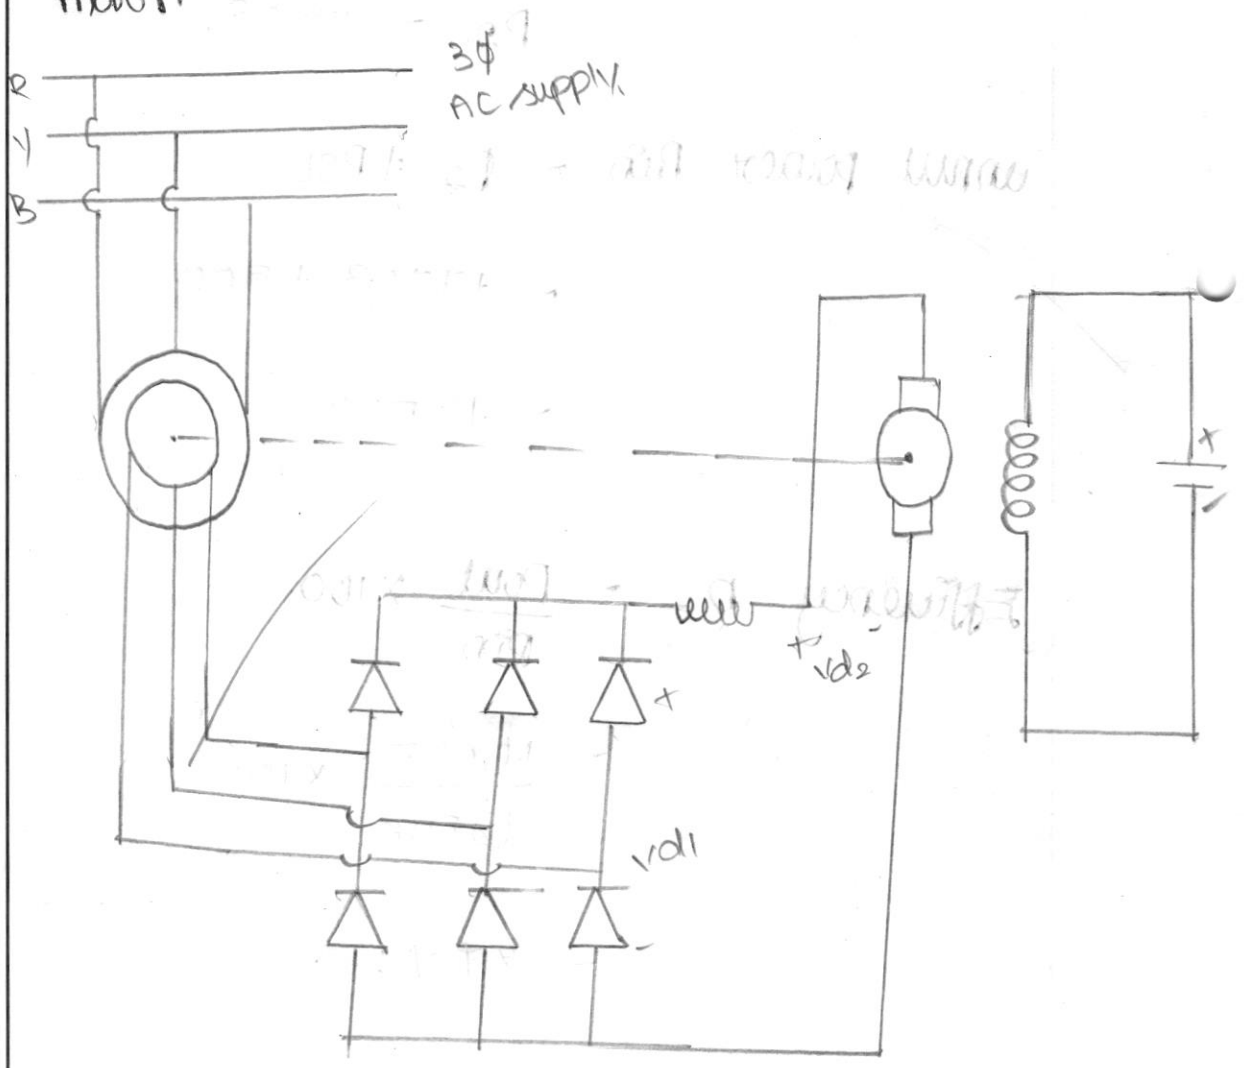 3ϕ
R
AC supply.
Y
B
+
-
+ Vd2 -
+
Vd1
-